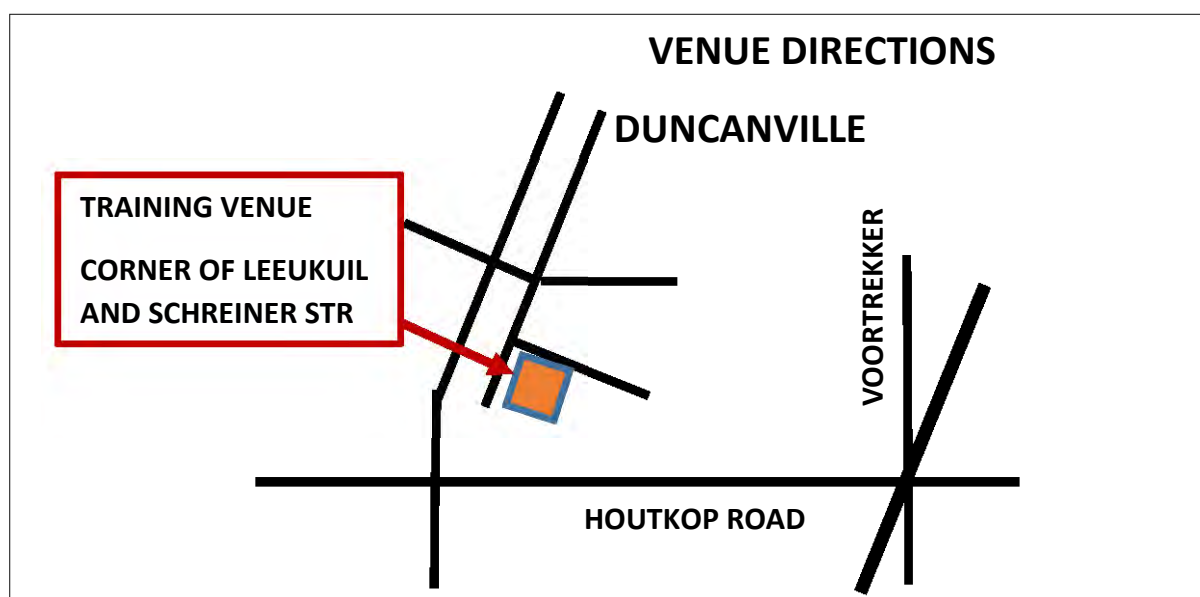 VENUE DIRECTIONS
DUNCANVILLE
TRAINING VENUE
CORNER OF LEEUKUIL
AND SCHREINER STR
VOORTREKKER
HOUTKOP ROAD